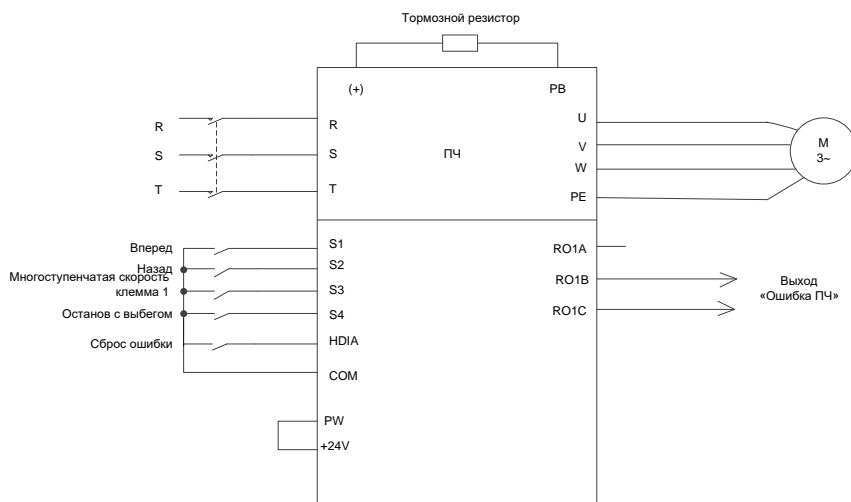 Тормозной резистор
(+)
PB
R
R
S
S
T
T
ПЧ
U
V
W
PE
M
3~
Вперед
S1
Назад
S2
Многоступенчатая скорость
клемма 1
S3
Останов с выбегом
S4
Сброс ошибки
HDIA
COM
PW
+24V
RO1A
RO1B
RO1C
Выход
«Ошибка ПЧ»